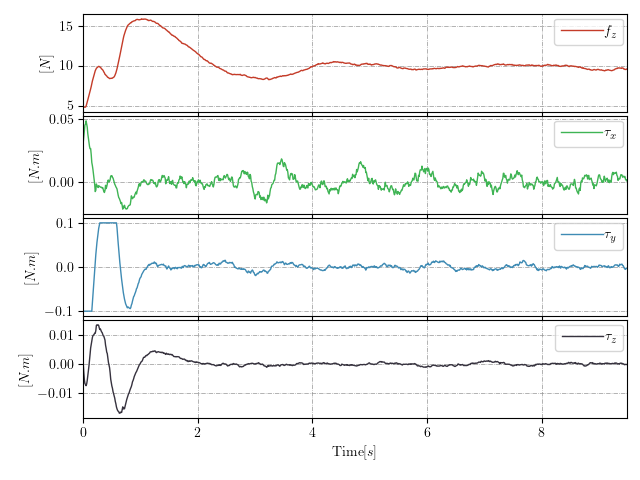 15
10
5
[N]
f_z
0.05
0.00
[N.m]
τ_x
0.1
0.0
−0.1
[N.m]
τ_y
0.01
0.00
−0.01
[N.m]
τ_z
0 2 4 6 8
Time[s]